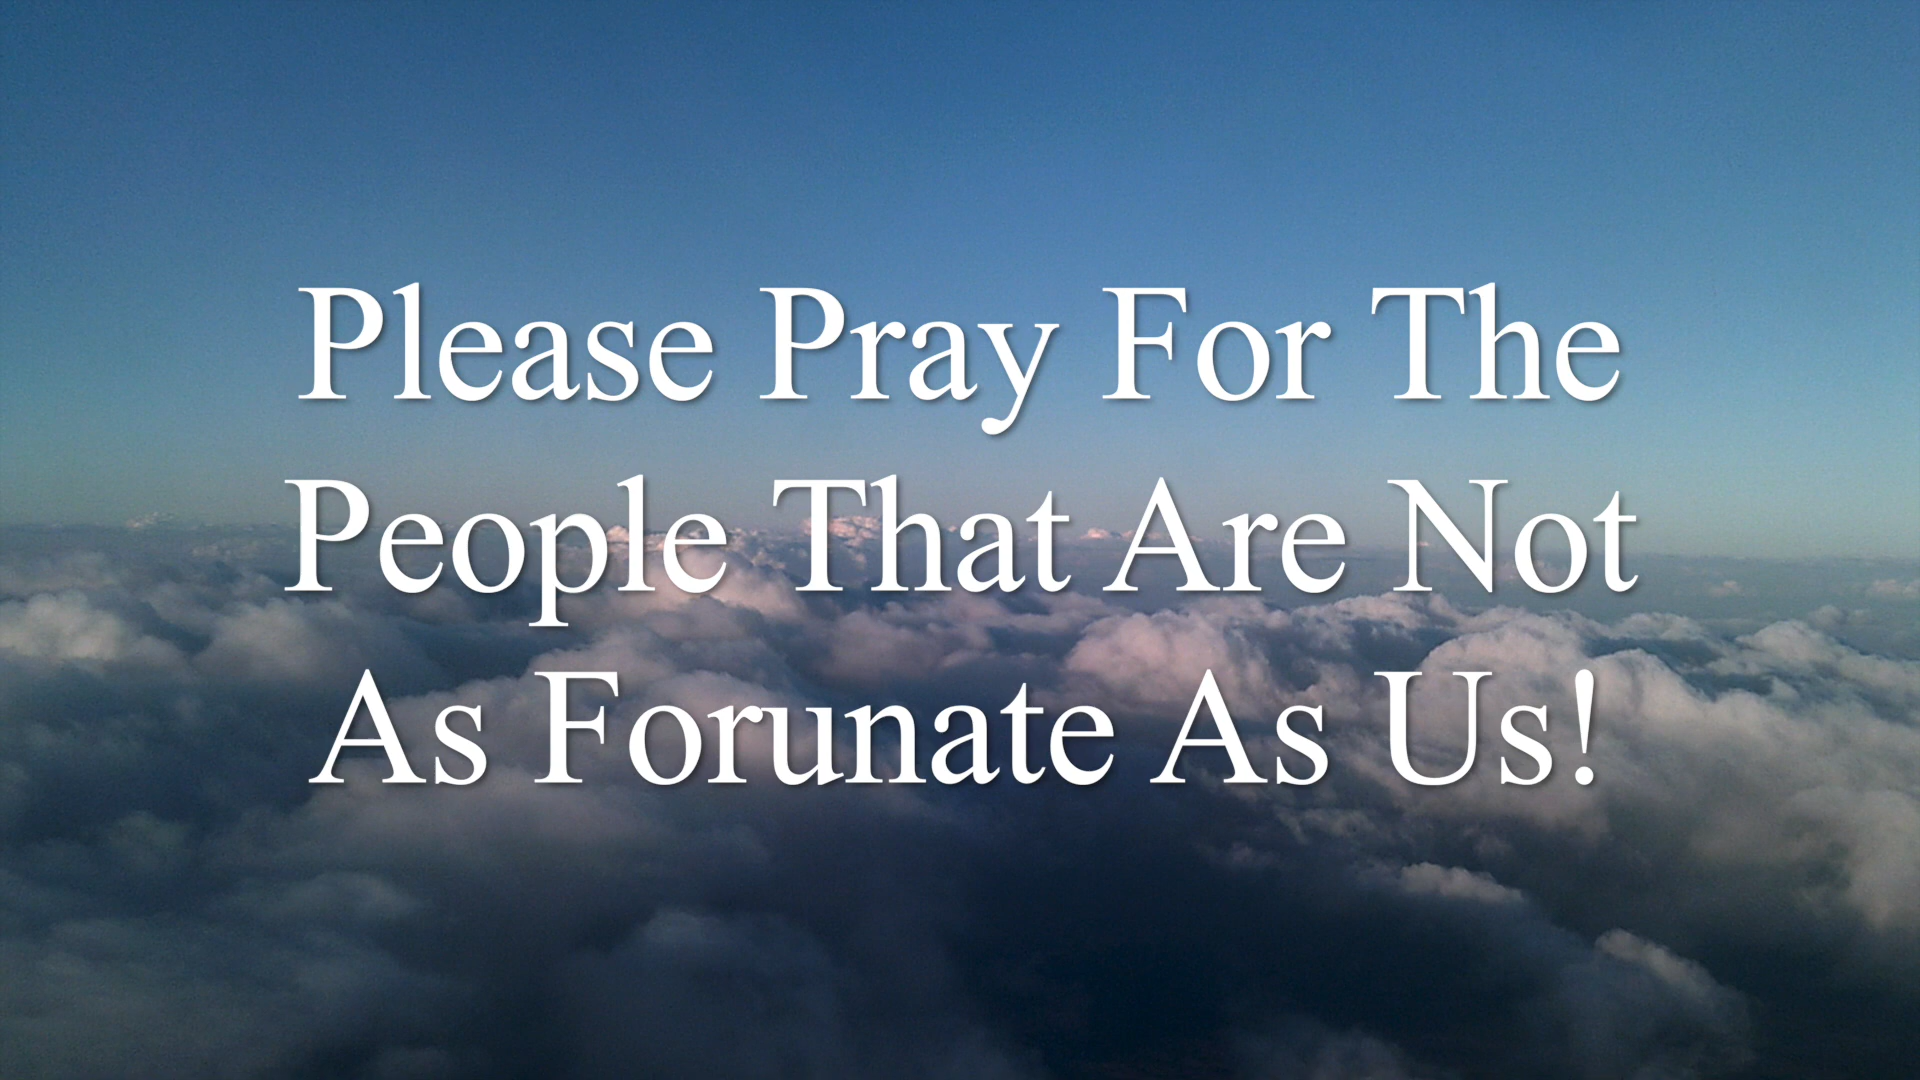 Please Pray For The
People That Are Not
As Forunate As Us!